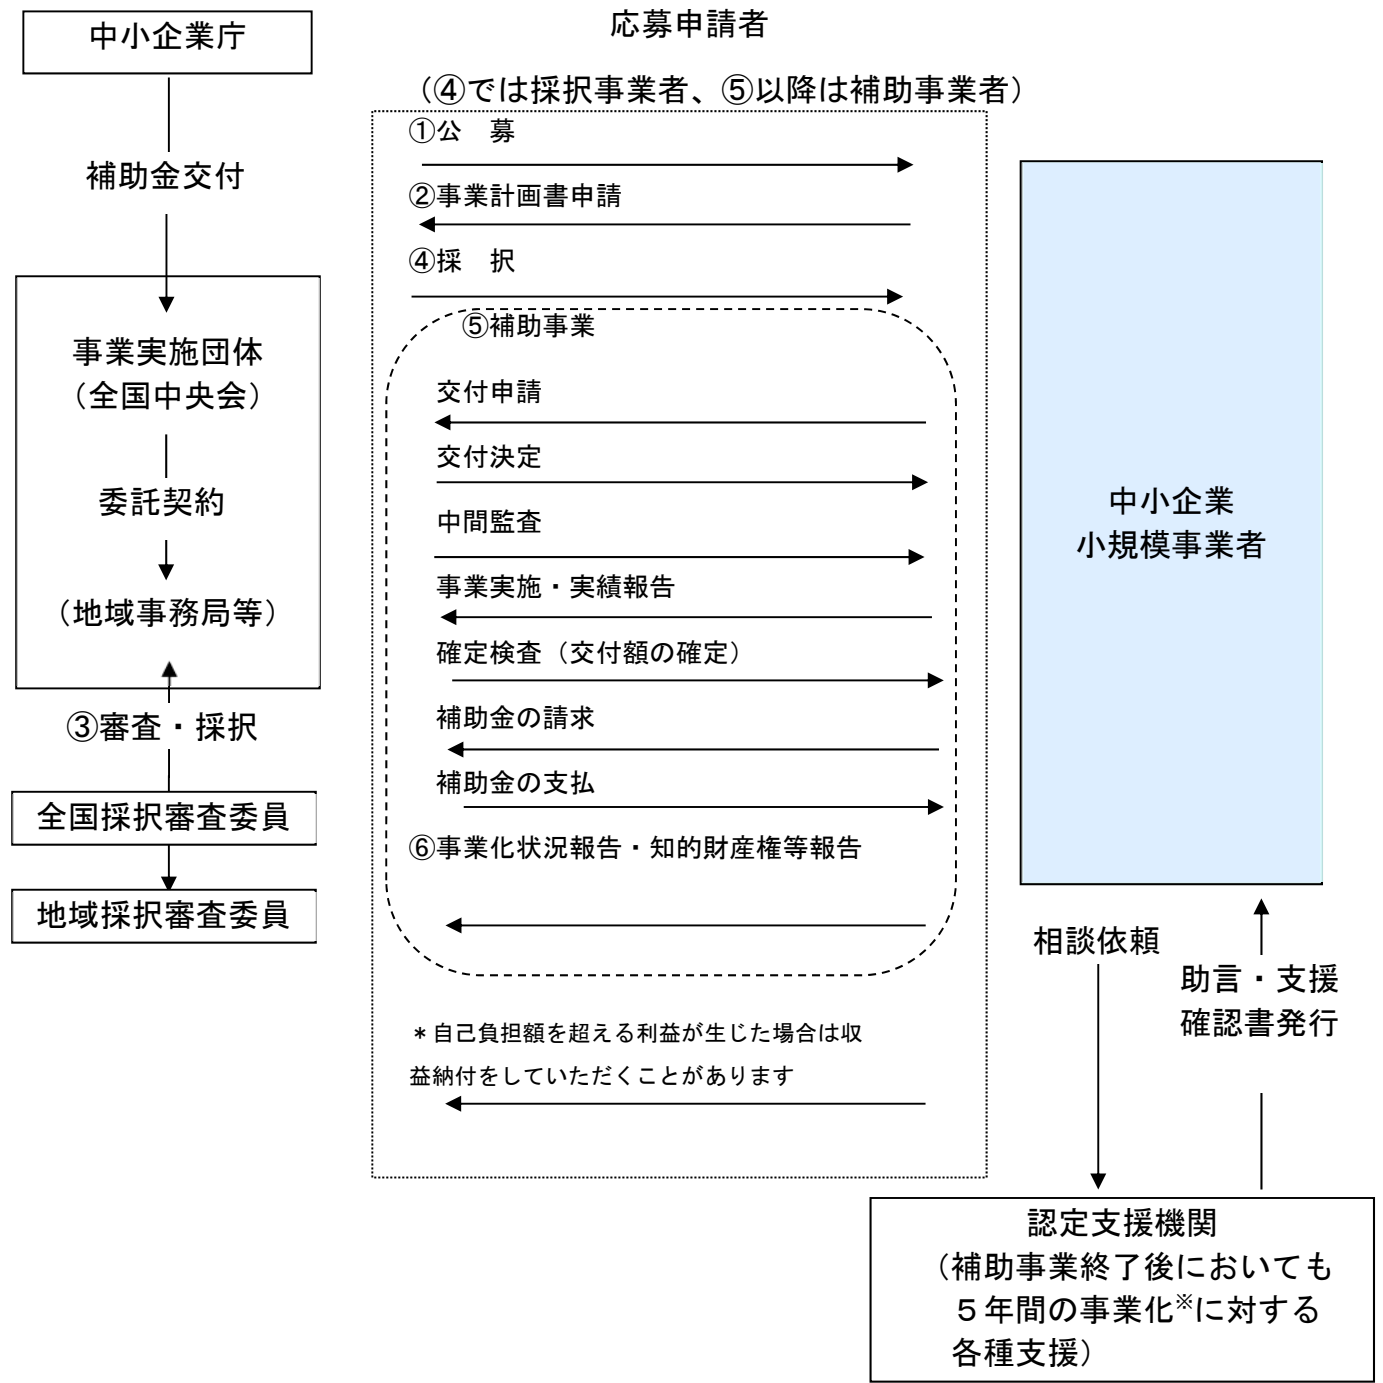 中小企業庁
補助金交付
事業実施団体
（全国中央会）
委託契約
（地域事務局等）
③審査・採択
全国採択審査委員
地域採択審査委員
応募申請者
（④では採択事業者、⑤以降は補助事業者）
①公　募
②事業計画書申請
④採　択
⑤補助事業
交付申請
交付決定
中間監査
事業実施・実績報告
確定検査（交付額の確定）
補助金の請求
補助金の支払
⑥事業化状況報告・知的財産権等報告
＊自己負担額を超える利益が生じた場合は収
益納付をしていただくことがあります
中小企業
小規模事業者
相談依頼
助言・支援
確認書発行
認定支援機関
（補助事業終了後においても
５年間の事業化※に対する
各種支援）